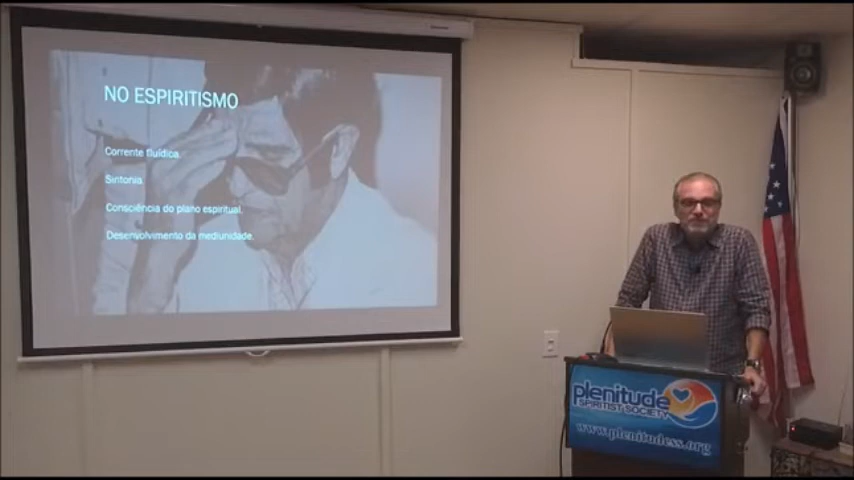 NO ESPIRITISMO
Corrente fluídica.
Sintonia.
Consciência do plano espiritual.
Desenvolvimento da mediunidade.
plenitude
SPIRITIST SOCIETY
www.plenitudess.org